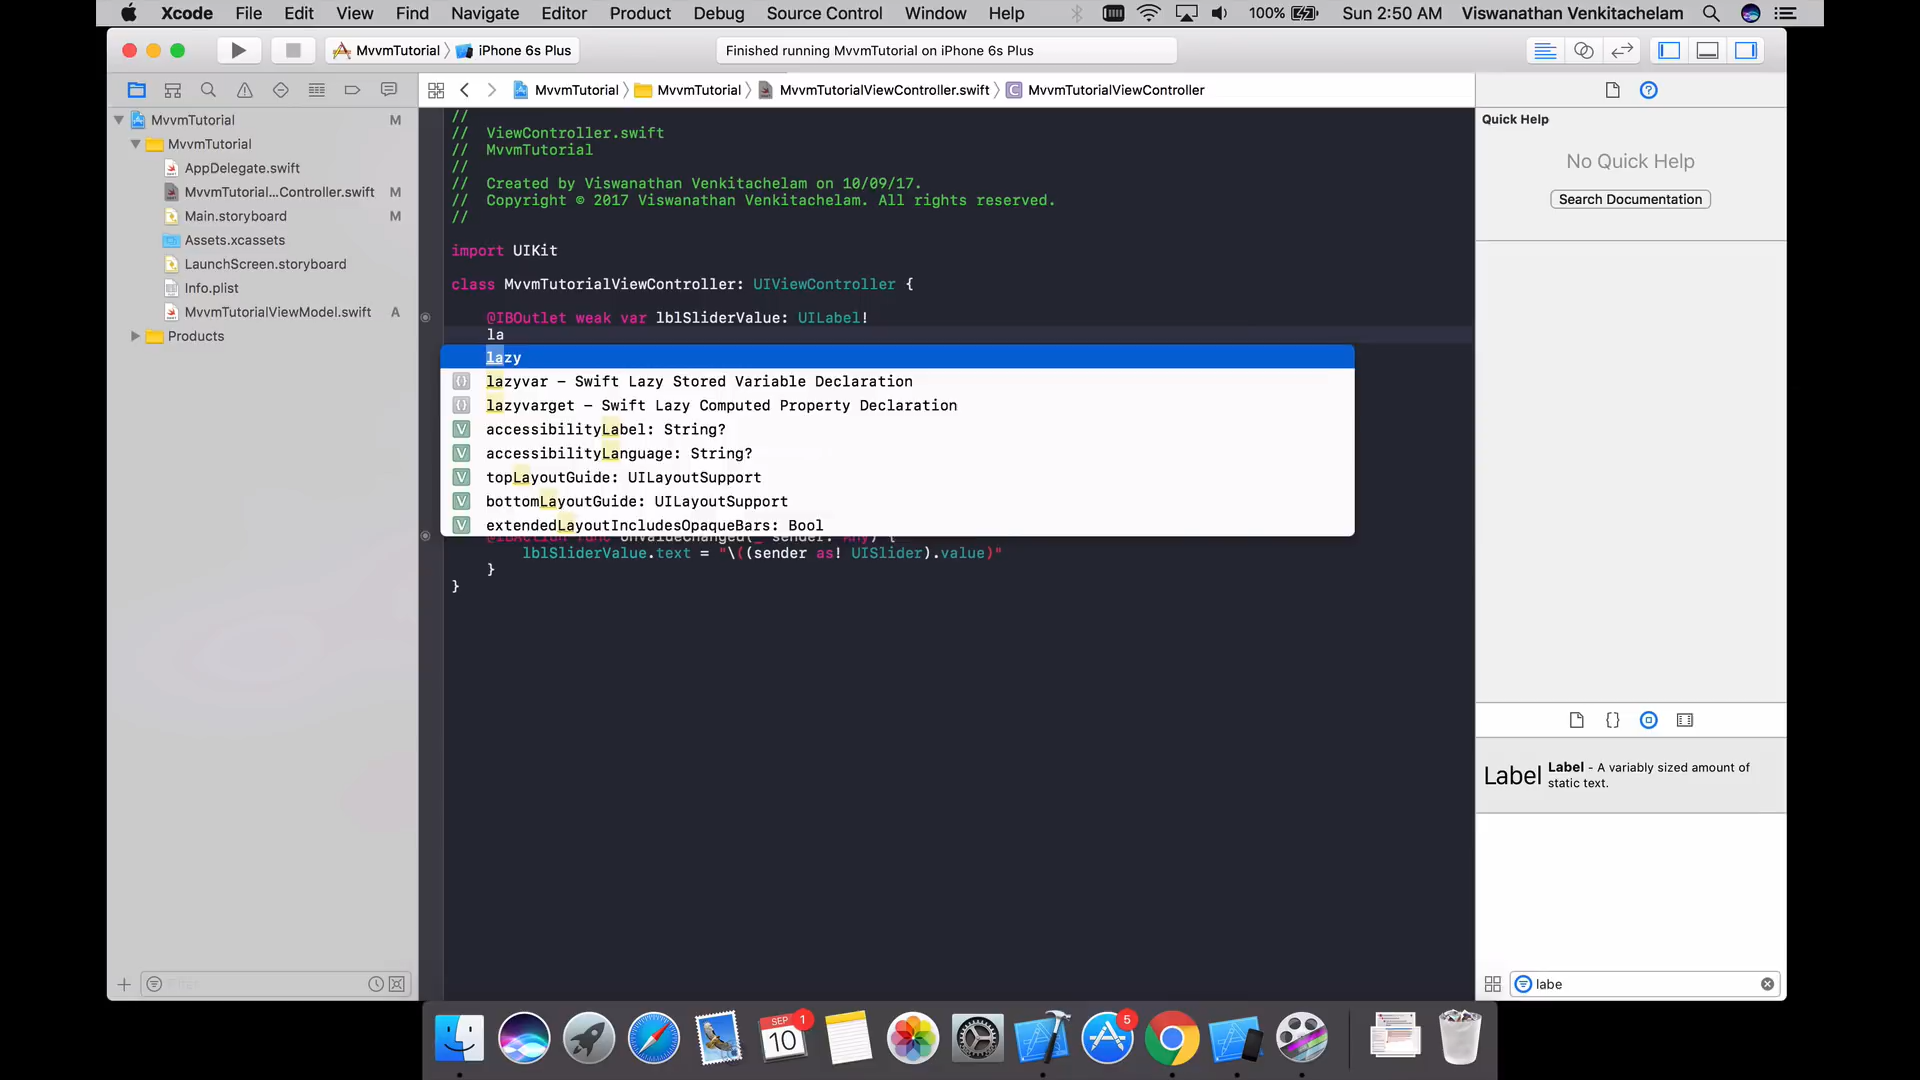 Xcode File Edit View Find Navigate Editor Product Debug Source Control Window Help 100% Sun 2:50 AM Viswanathan Venkitachelam
MvvmTutorial iPhone 6s Plus Finished running MvvmTutorial on iPhone 6s Plus
MvvmTutorial MvvmTutorial MvvmTutorialViewController.swift C MvvmTutorialViewController
MvvmTutorial M
MvvmTutorial
AppDelegate.swift
MvvmTutorial...Controller.swift M
Main.storyboard M
Assets.xcassets
LaunchScreen.storyboard
Info.plist
MvvmTutorialViewModel.swift A
Products
Filter
//
// ViewController.swift
// MvvmTutorial
//
// Created by Viswanathan Venkitachelam on 10/09/17.
// Copyright © 2017 Viswanathan Venkitachelam. All rights reserved.
//
import UIKit
class MvvmTutorialViewController: UIViewController {
@IBOutlet weak var lblSliderValue: UILabel!
la
lazy
{} lazyvar – Swift Lazy Stored Variable Declaration
{} lazyvarget – Swift Lazy Computed Property Declaration
V accessibilityLabel: String?
V accessibilityLanguage: String?
V topLayoutGuide: UILayoutSupport
V bottomLayoutGuide: UILayoutSupport
V extendedLayoutIncludesOpaqueBars: Bool
@IBAction func onValueChanged(_ sender: Any) {
lblSliderValue.text = "\((sender as! UISlider).value)"
}
}
Quick Help
No Quick Help
Search Documentation
Label
Label - A variably sized amount of
static text.
labe
SEP
10
1
5